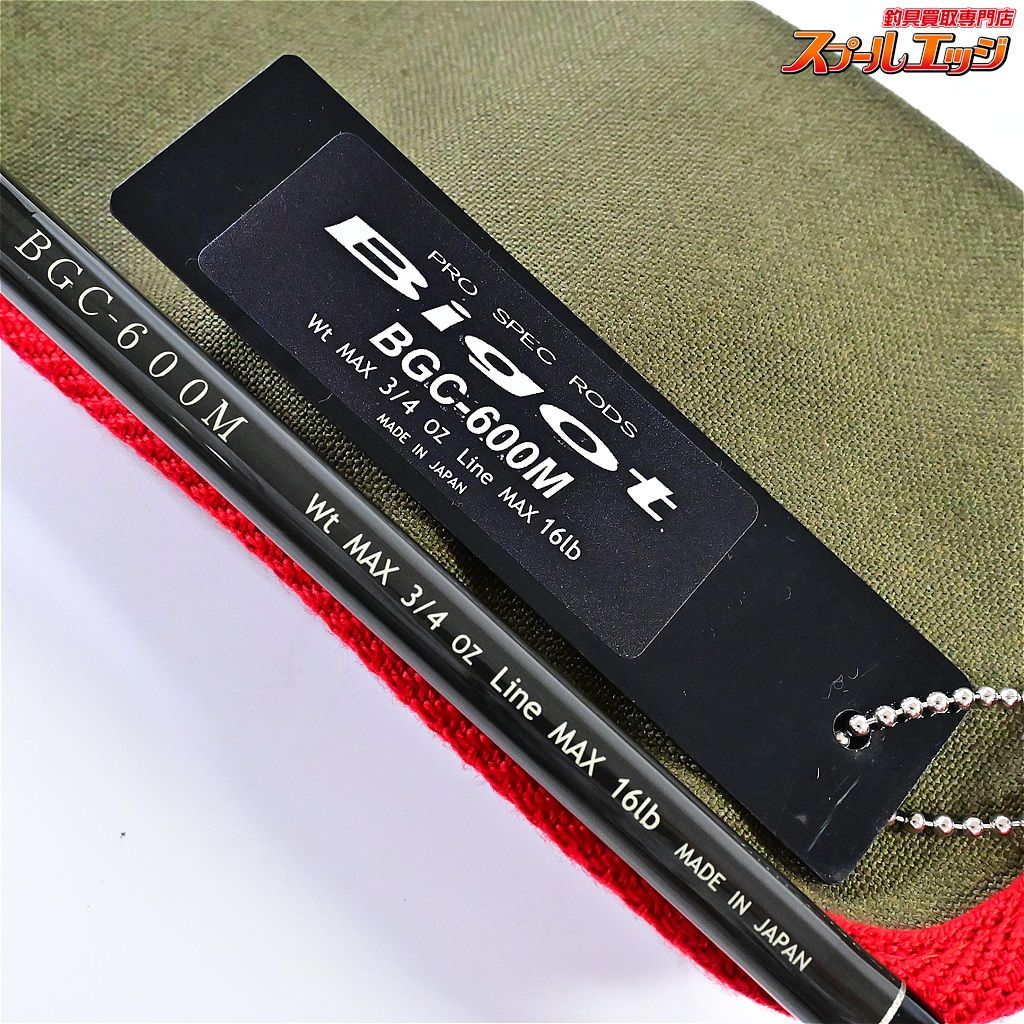 釣具買取専門店
スプールエッジ
PRO SPEC RODS
Bigot
BGC-600M
Wt MAX 3/4 oz Line MAX 16lb
MADE IN JAPAN
BGC-600M Wt MAX 3/4 oz Line MAX 16lb MADE IN JAPAN